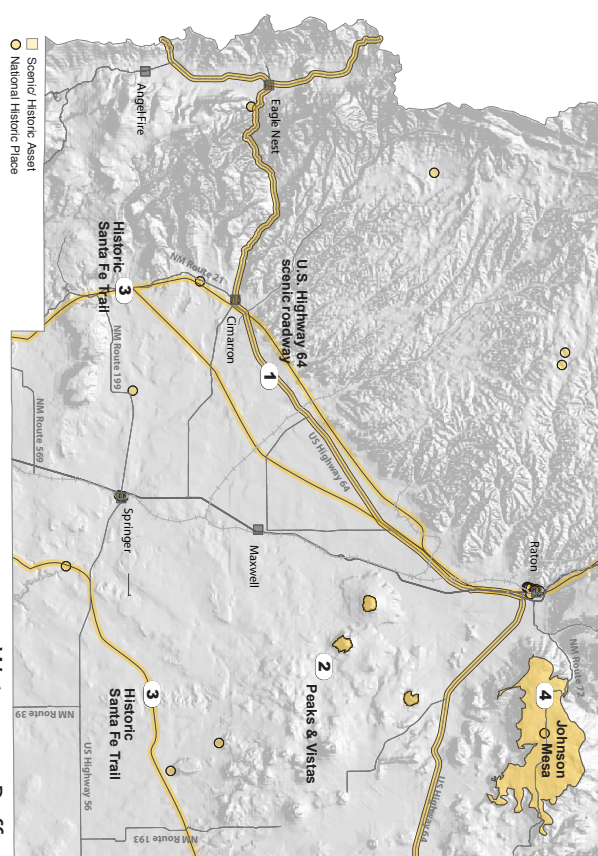 Scenic/ Historic Asset
National Historic Place
Angel Fire
Eagle Nest
Historic
Santa Fe Trail
3
NM Route 21
U.S. Highway 64
scenic roadway
Cimarron
1
NM Route 199
NM Route 569
US Highway 64
Springer
Maxwell
Raton
NM Route 72
4
Johnson
Mesa
2
Peaks & Vistas
3
Historic
Santa Fe Trail
US Highway 64
NM Route 39
US Highway 56
NM Route 193